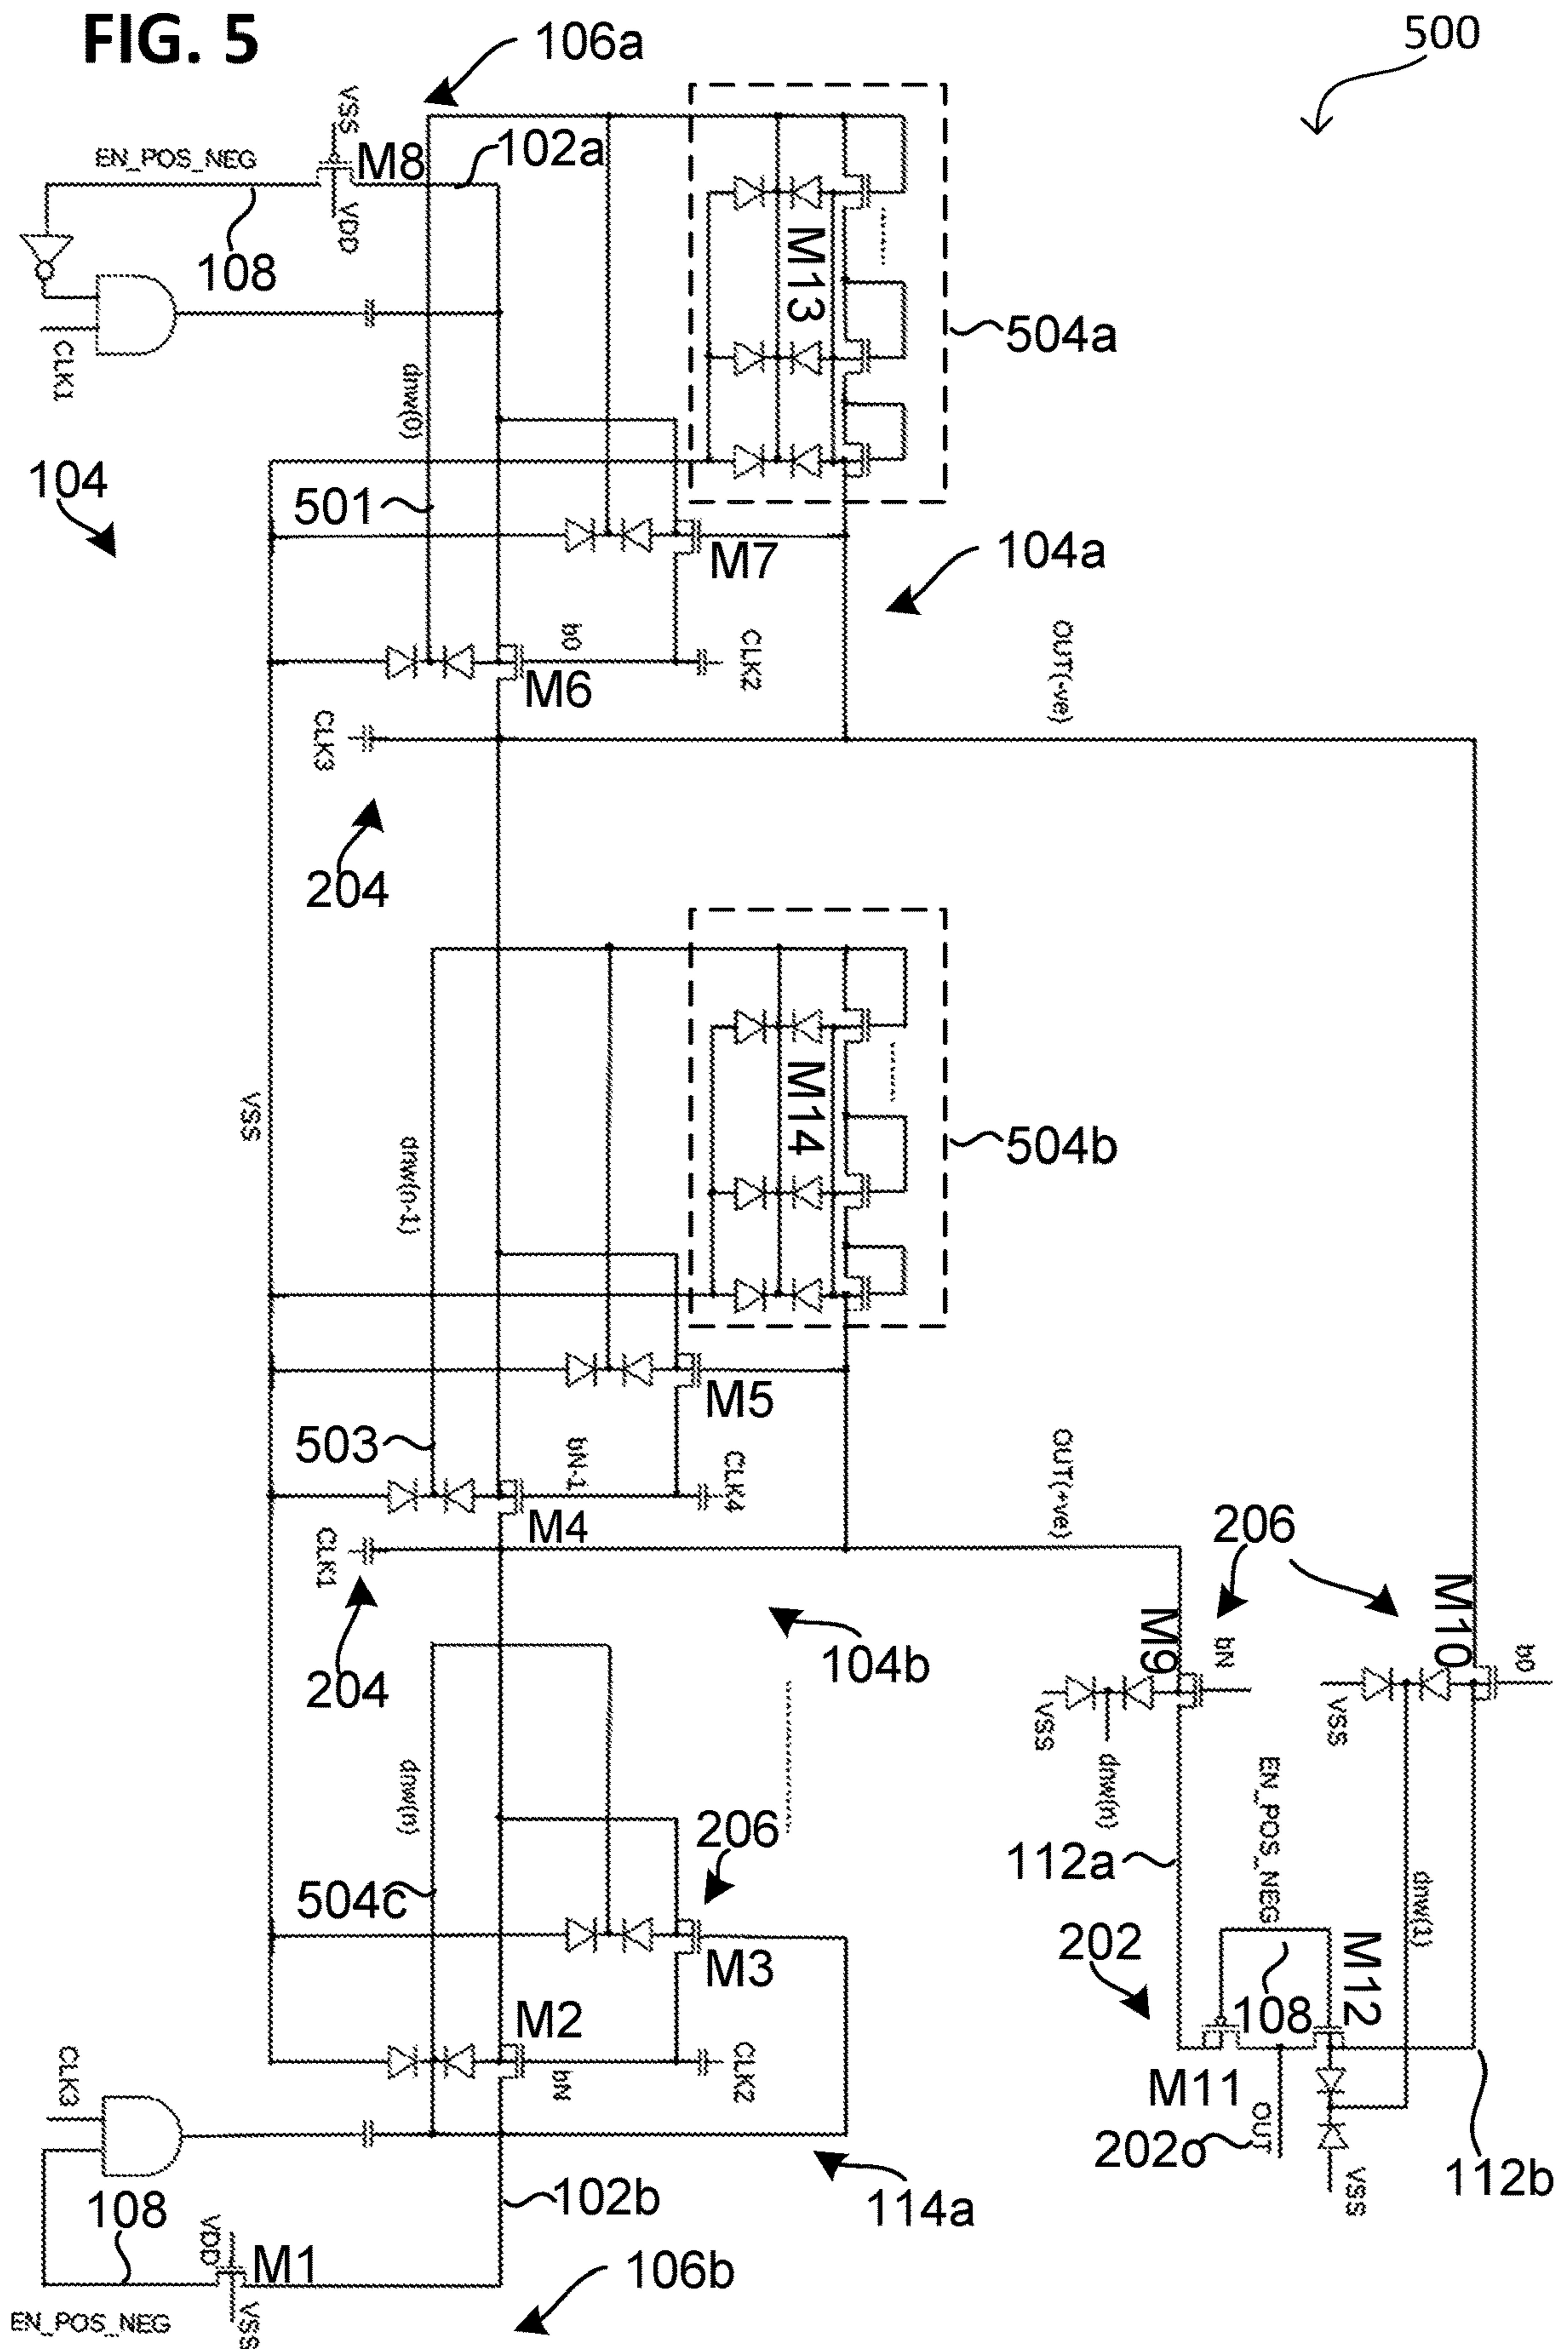 FIG. 5
500
106a
VSS
M8
102a
EN_POS_NEG
VDD
108
M13
504a
CLK1
dnw(0)
104
501
M7
104a
b0
CLK2
OUT(-ve)
M6
CLK3
204
VSS
M14
504b
dnw(n-1)
M5
503
bN-1
CLK4
OUT(+ve)
M4
CLK1
206
M10
M9
bN
b0
204
104b
VSS
VSS
dnw(n)
dnw(n)
EN_POS_NEG
206
112a
dnw(1)
504c
202
M12
M3
108
M2
CLK3
bN
CLK2
M11
OUT
202o
VSS
112b
108
102b
114a
VDD
M1
106b
EN_POS_NEG
VSS